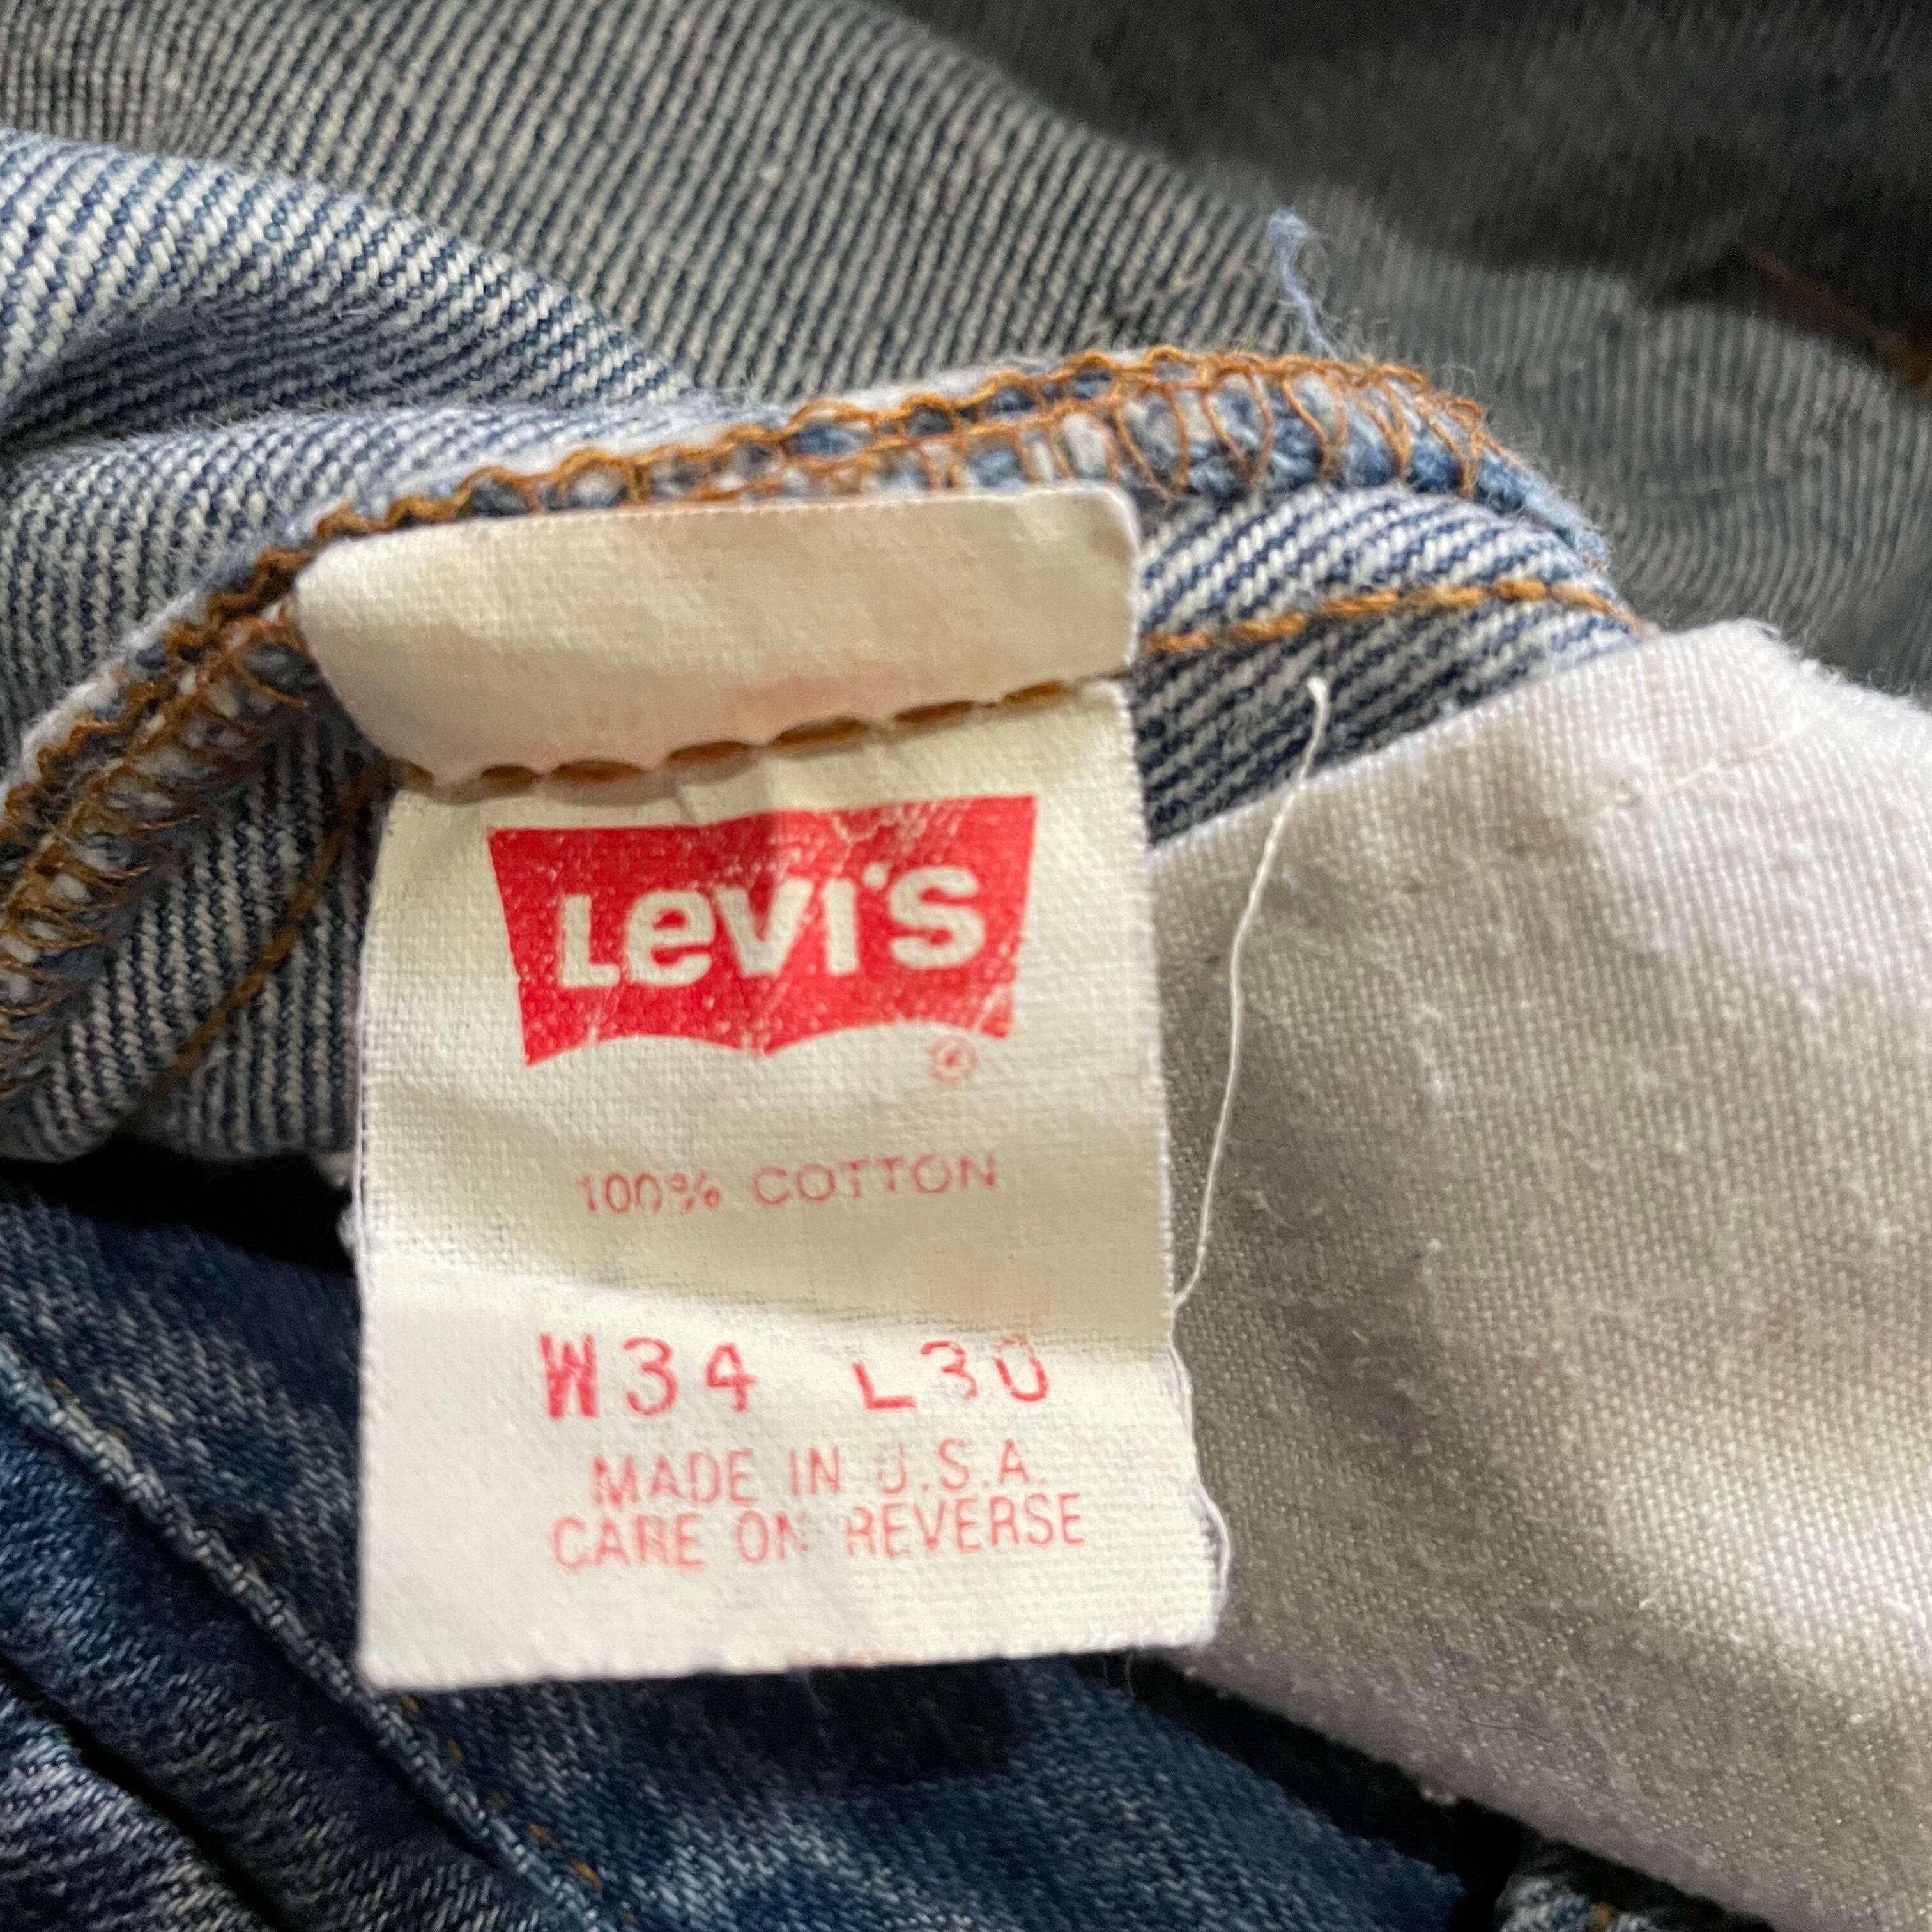 LEVI'S
®
100% COTTON
W34 L30
MADE IN U.S.A.
CARE ON REVERSE